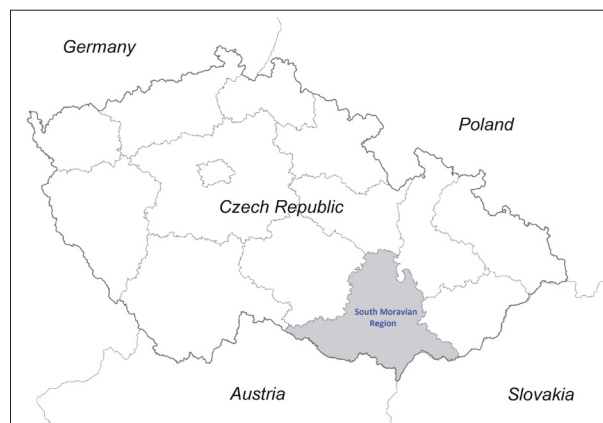 Germany
Poland
Czech Republic
South Moravian
Region
Austria
Slovakia